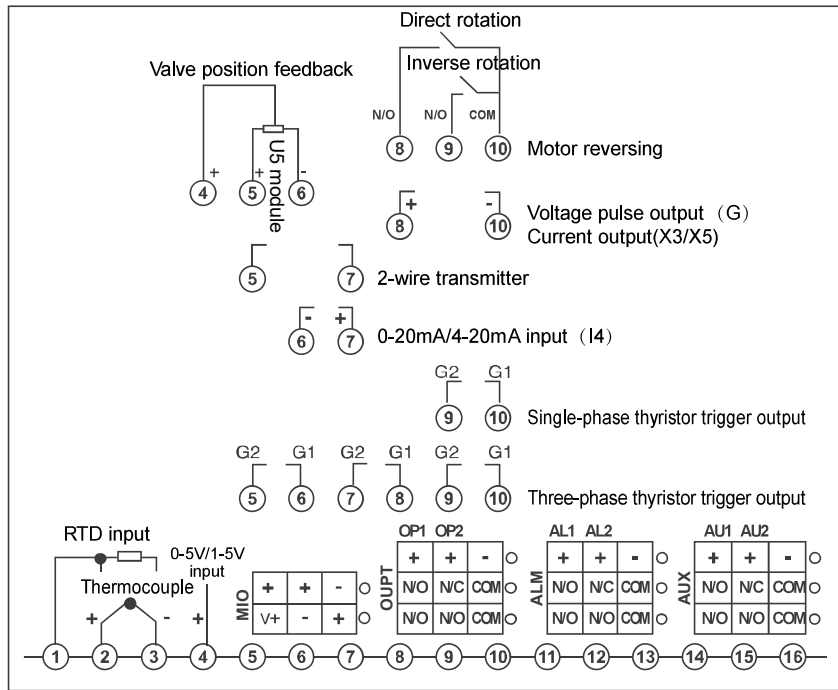 Direct rotation
Valve position feedback
Inverse rotation
N/O N/O COM
8 9 10 Motor reversing
+ + -
4 5 6
U5 module
+ -
8 10 Voltage pulse output （G）
Current output(X3/X5)
5 7 2-wire transmitter
- +
6 7 0-20mA/4-20mA input （I4）
G2 G1
9 10 Single-phase thyristor trigger output
G2 G1 G2 G1 G2 G1
5 6 7 8 9 10 Three-phase thyristor trigger output
RTD input
0-5V/1-5V
input
Thermocouple
+ - +
MIO
+ + -
V+ - +
OUPT
OP1 OP2
+ + -
N/O N/C COM
N/O N/O COM
ALM
AL1 AL2
+ + -
N/O N/C COM
N/O N/O COM
AUX
AU1 AU2
+ + -
N/O N/C COM
N/O N/O COM
1 2 3 4 5 6 7 8 9 10 11 12 13 14 15 16